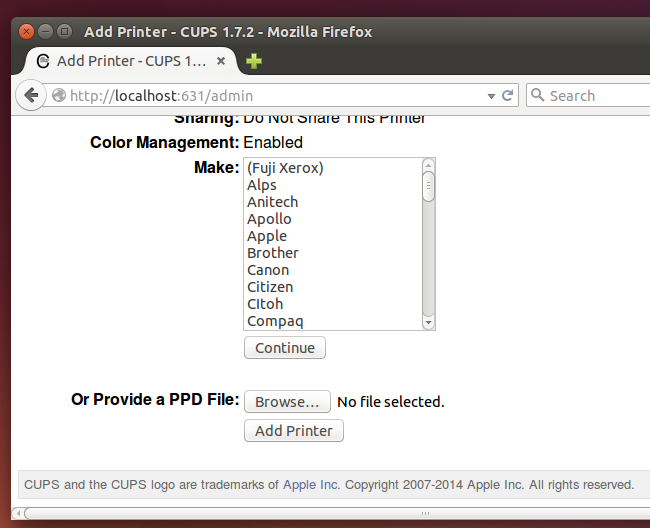 Add Printer - CUPS 1.7.2 - Mozilla Firefox
Add Printer - CUPS 1...
http://localhost:631/admin
Search
Sharing: Do Not Share This Printer
Color Management: Enabled
Make: (Fuji Xerox)
Alps
Anitech
Apollo
Apple
Brother
Canon
Citizen
CItoh
Compaq
Continue
Or Provide a PPD File: Browse... No file selected.
Add Printer
CUPS and the CUPS logo are trademarks of Apple Inc. Copyright 2007-2014 Apple Inc. All rights reserved.